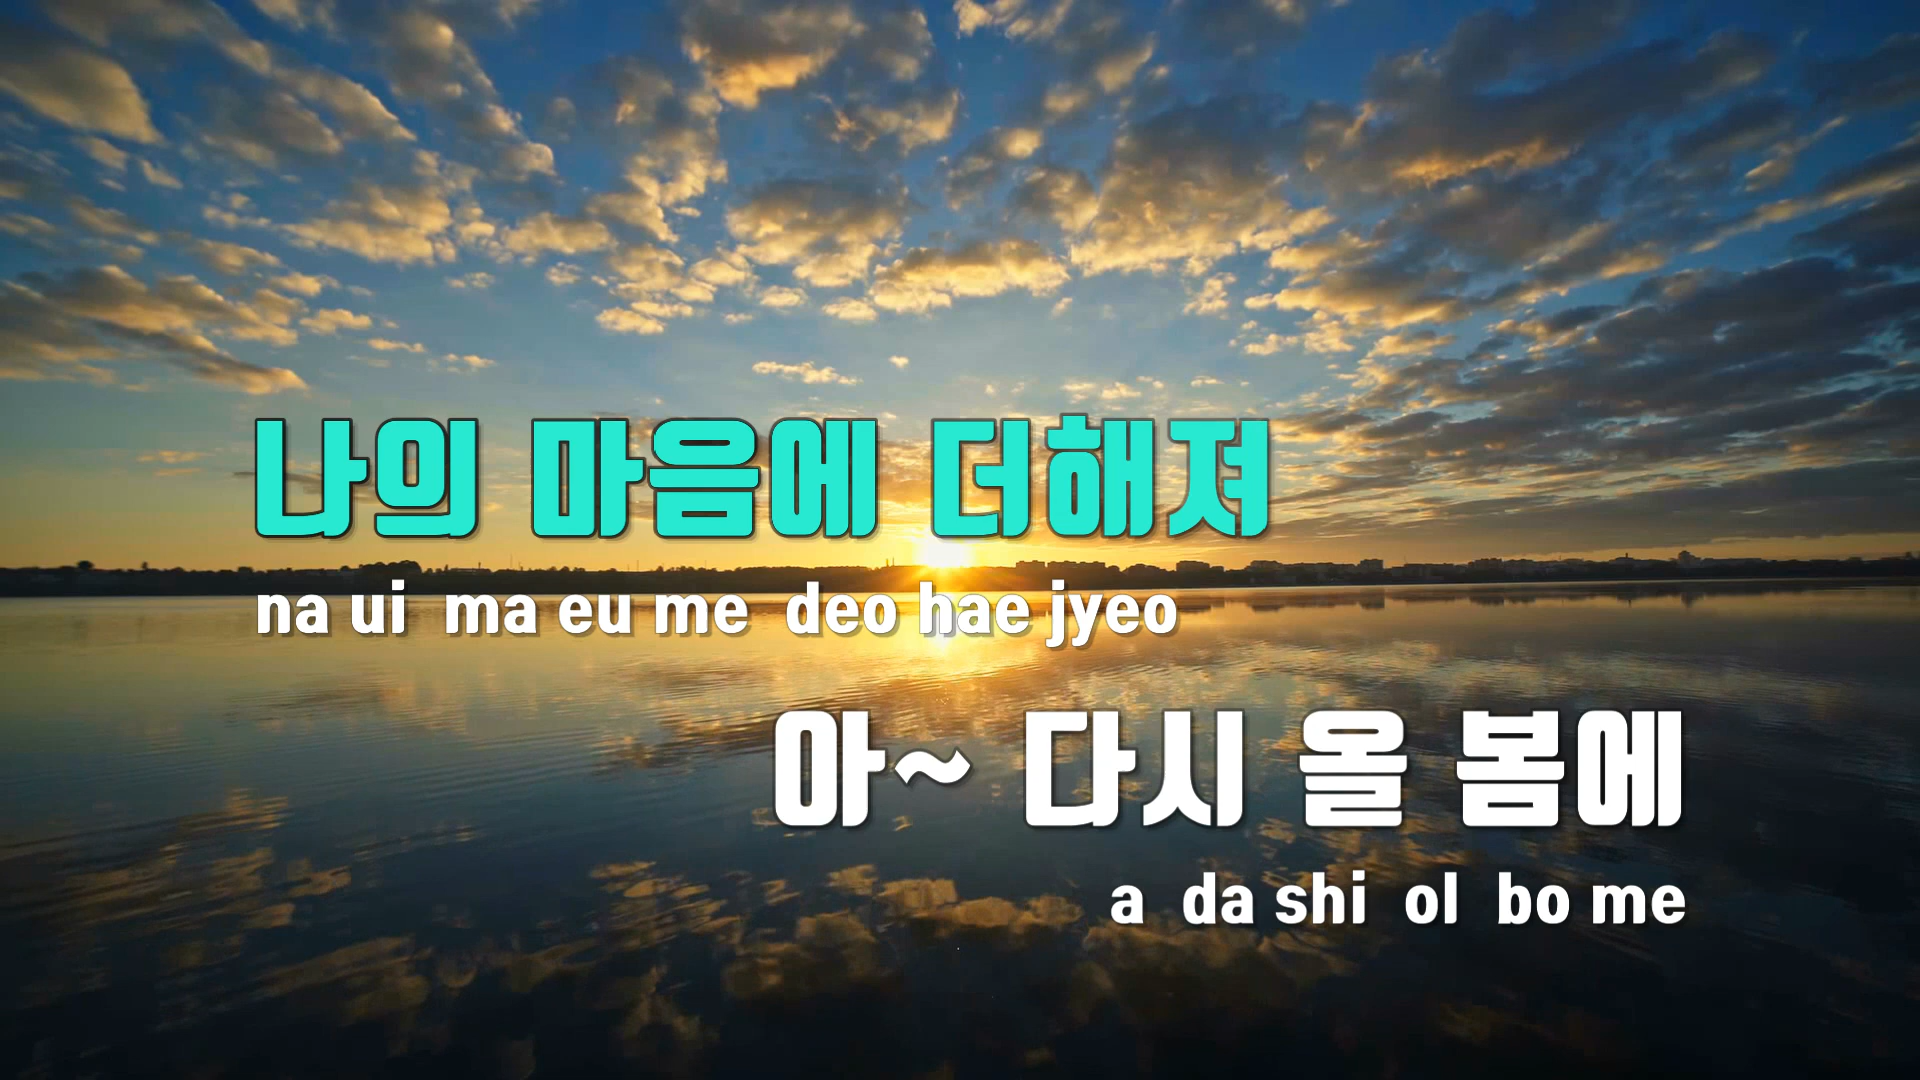 나의 마음에 더해져
na ui ma eu me deo hae jyeo
아~ 다시 올 봄에
a da shi ol bo me